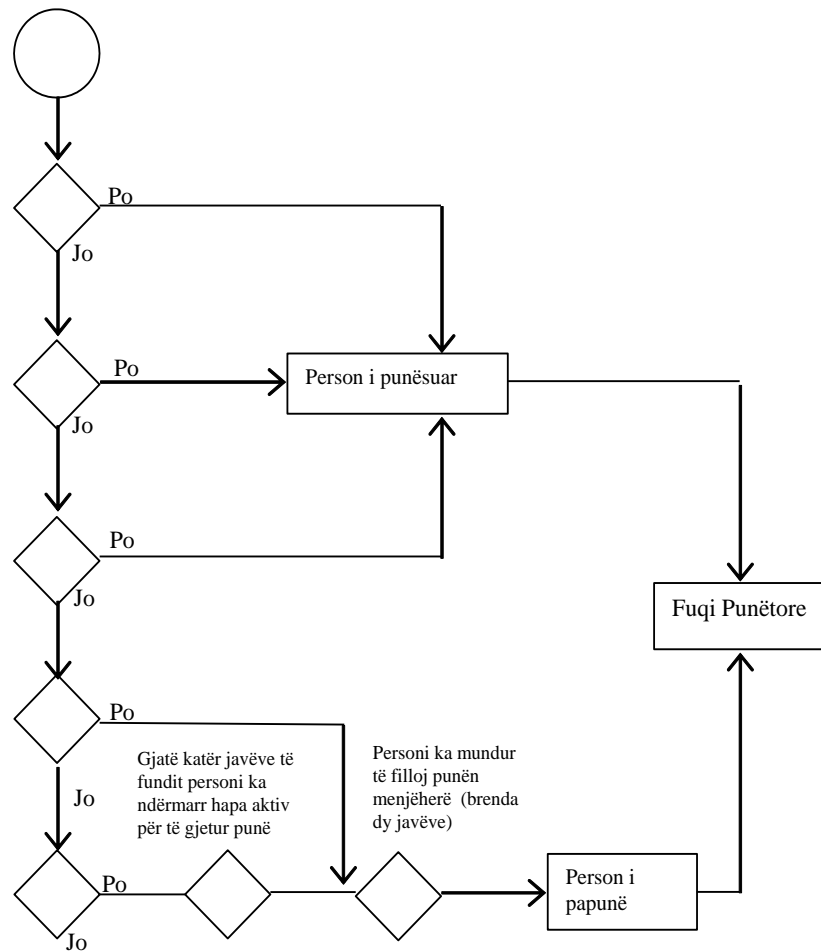 Po
Jo
Po
Person i punësuar
Jo
Po
Jo
Fuqi Punëtore
Po
Gjatë katër javëve të
fundit personi ka
ndërmarr hapa aktiv
për të gjetur punë
Personi ka mundur
të filloj punën
menjëherë (brenda
dy javëve)
Jo
Po
Person i
papunë
Jo